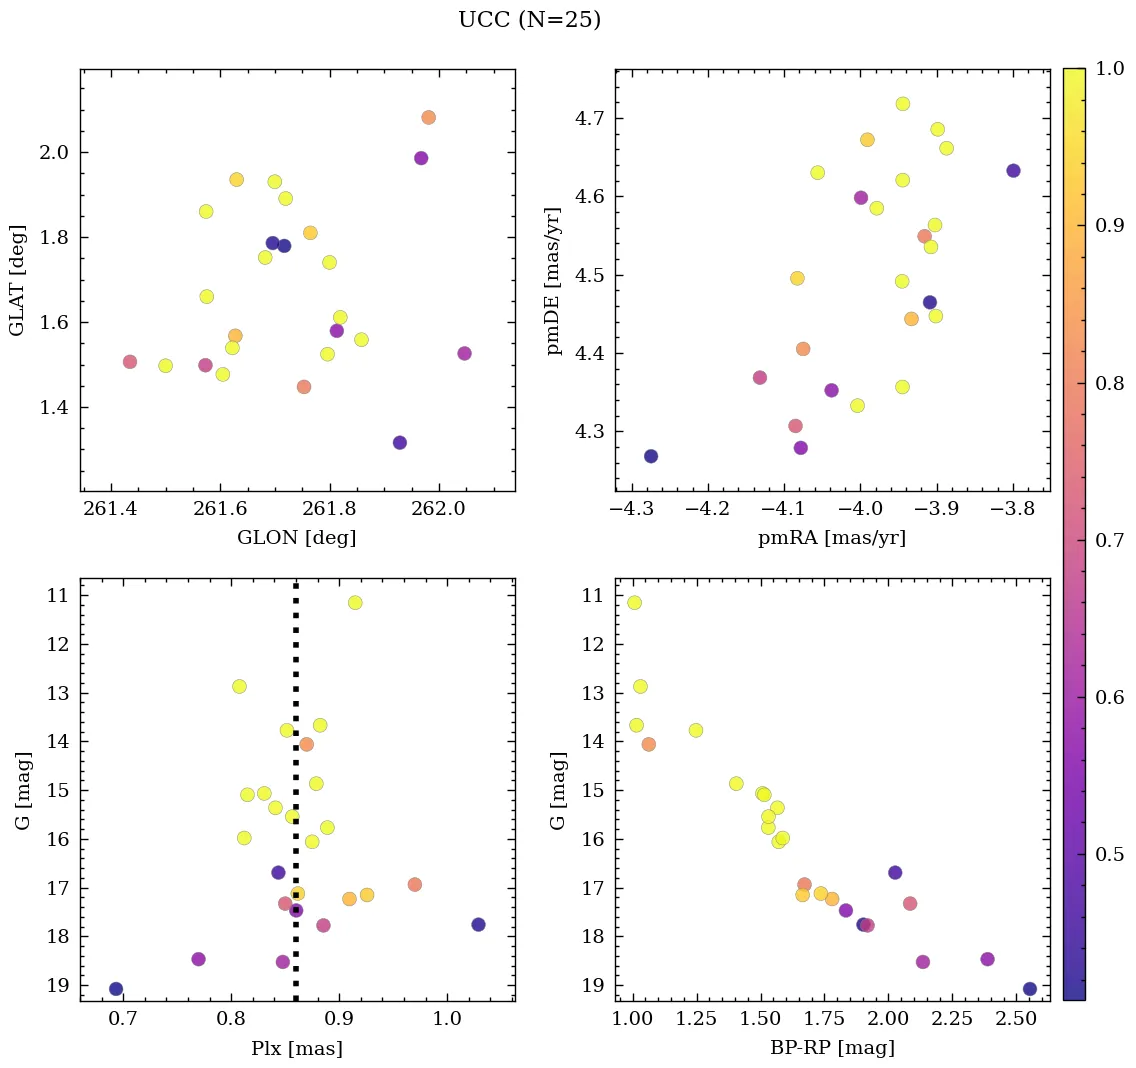 UCC (N=25)
2.0
1.8
1.6
1.4
GLAT [deg]
261.4 261.6 261.8 262.0
GLON [deg]
4.7
4.6
4.5
4.4
4.3
pmDE [mas/yr]
−4.3 −4.2 −4.1 −4.0 −3.9 −3.8
pmRA [mas/yr]
1.0
0.9
0.8
0.7
0.6
0.5
11
12
13
14
15
16
17
18
19
G [mag]
0.7 0.8 0.9 1.0
Plx [mas]
11
12
13
14
15
16
17
18
19
G [mag]
1.00 1.25 1.50 1.75 2.00 2.25 2.50
BP-RP [mag]